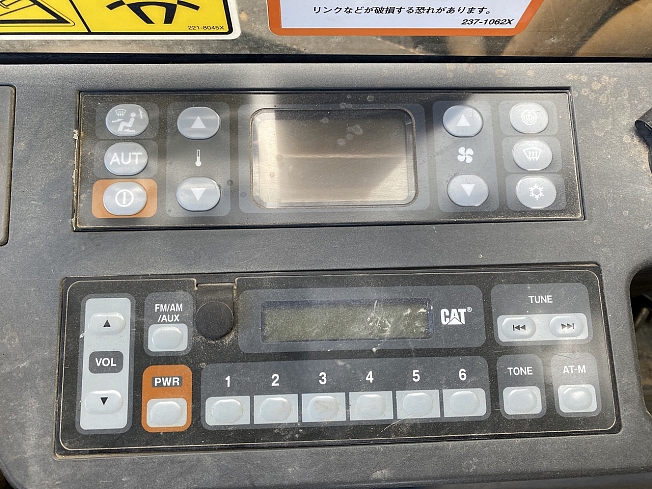 221-8045X
リンクなどが破損する恐れがあります。
237-1062X
AUT
FM/AM
/AUX
VOL
PWR
1 2 3 4 5 6
CAT®
TUNE
TONE
AT-M